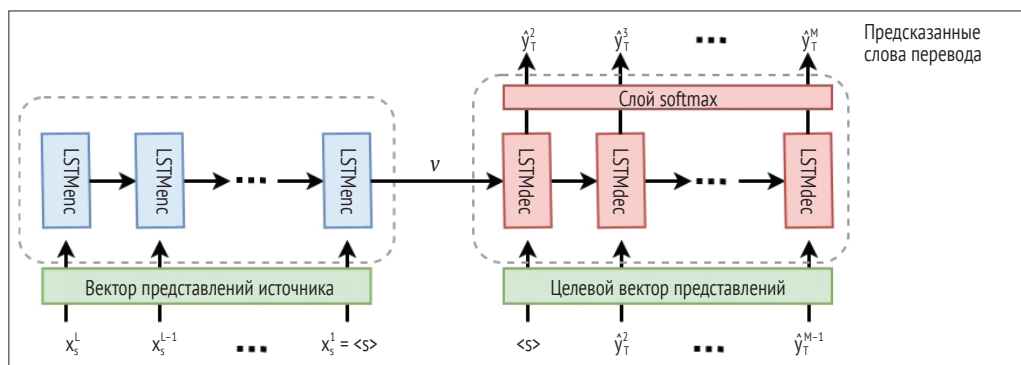 ŷ_T^2 ŷ_T^3 ... ŷ_T^M
Предсказанные
слова перевода
Слой softmax
LSTMenc LSTMenc ... LSTMenc
v
LSTMdec LSTMdec ... LSTMdec
Вектор представлений источника
Целевой вектор представлений
x_s^L x_s^{L–1} ... x_s^1 = <s>
<s> ŷ_T^2 ... ŷ_T^{M–1}